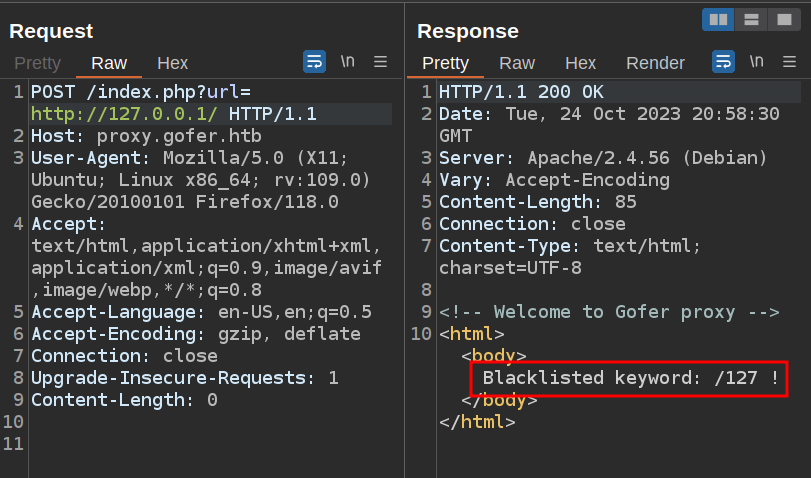 Request
Pretty Raw Hex
\n
1 POST /index.php?url=
http://127.0.0.1/ HTTP/1.1
2 Host: proxy.gofer.htb
3 User-Agent: Mozilla/5.0 (X11;
Ubuntu; Linux x86_64; rv:109.0)
Gecko/20100101 Firefox/118.0
4 Accept:
text/html,application/xhtml+xml,
application/xml;q=0.9,image/avif
,image/webp,*/*;q=0.8
5 Accept-Language: en-US,en;q=0.5
6 Accept-Encoding: gzip, deflate
7 Connection: close
8 Upgrade-Insecure-Requests: 1
9 Content-Length: 0
10
11
Response
Pretty Raw Hex Render
\n
1 HTTP/1.1 200 OK
2 Date: Tue, 24 Oct 2023 20:58:30
GMT
3 Server: Apache/2.4.56 (Debian)
4 Vary: Accept-Encoding
5 Content-Length: 85
6 Connection: close
7 Content-Type: text/html;
charset=UTF-8
8
9 <!-- Welcome to Gofer proxy -->
10 <html>
<body>
Blacklisted keyword: /127 !
</body>
</html>